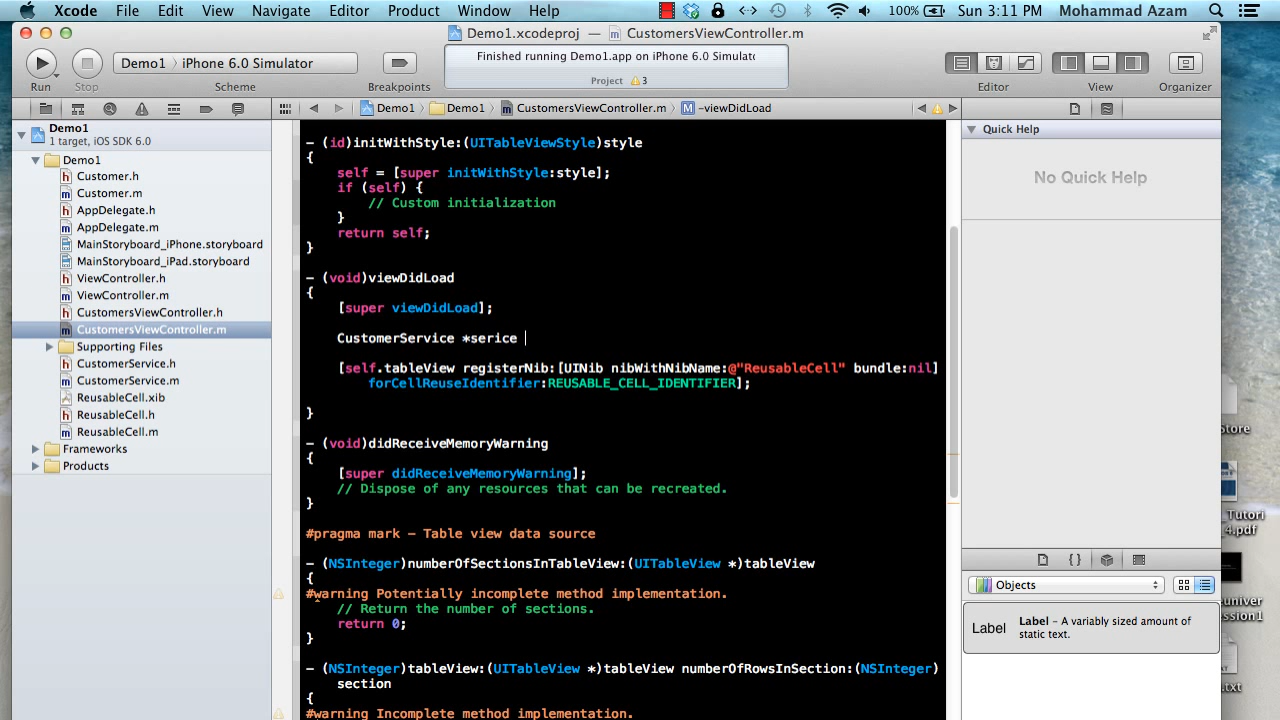 Xcode File Edit View Navigate Editor Product Window Help 100% Sun 3:11 PM Mohammad Azam
Demo1.xcodeproj — CustomersViewController.m
Run Stop Demo1 iPhone 6.0 Simulator Scheme Breakpoints
Finished running Demo1.app on iPhone 6.0 Simulat
Project 3
Editor View Organizer
Demo1 Demo1 CustomersViewController.m -viewDidLoad
Demo1
1 target, iOS SDK 6.0
Demo1
Customer.h
Customer.m
AppDelegate.h
AppDelegate.m
MainStoryboard_iPhone.storyboard
MainStoryboard_iPad.storyboard
ViewController.h
ViewController.m
CustomersViewController.h
CustomersViewController.m
Supporting Files
CustomerService.h
CustomerService.m
ReusableCell.xib
ReusableCell.h
ReusableCell.m
Frameworks
Products
- (id)initWithStyle:(UITableViewStyle)style
{
self = [super initWithStyle:style];
if (self) {
// Custom initialization
}
return self;
}
- (void)viewDidLoad
{
[super viewDidLoad];
CustomerService *serice
[self.tableView registerNib:[UINib nibWithNibName:@"ReusableCell" bundle:nil]
forCellReuseIdentifier:REUSABLE_CELL_IDENTIFIER];
}
- (void)didReceiveMemoryWarning
{
[super didReceiveMemoryWarning];
// Dispose of any resources that can be recreated.
}
#pragma mark - Table view data source
- (NSInteger)numberOfSectionsInTableView:(UITableView *)tableView
{
#warning Potentially incomplete method implementation.
// Return the number of sections.
return 0;
}
- (NSInteger)tableView:(UITableView *)tableView numberOfRowsInSection:(NSInteger)
section
{
#warning Incomplete method implementation.
Quick Help
No Quick Help
{ }
Objects
Label
Label - A variably sized amount of
static text.
Store
_Tutori
_4.pdf
.txt